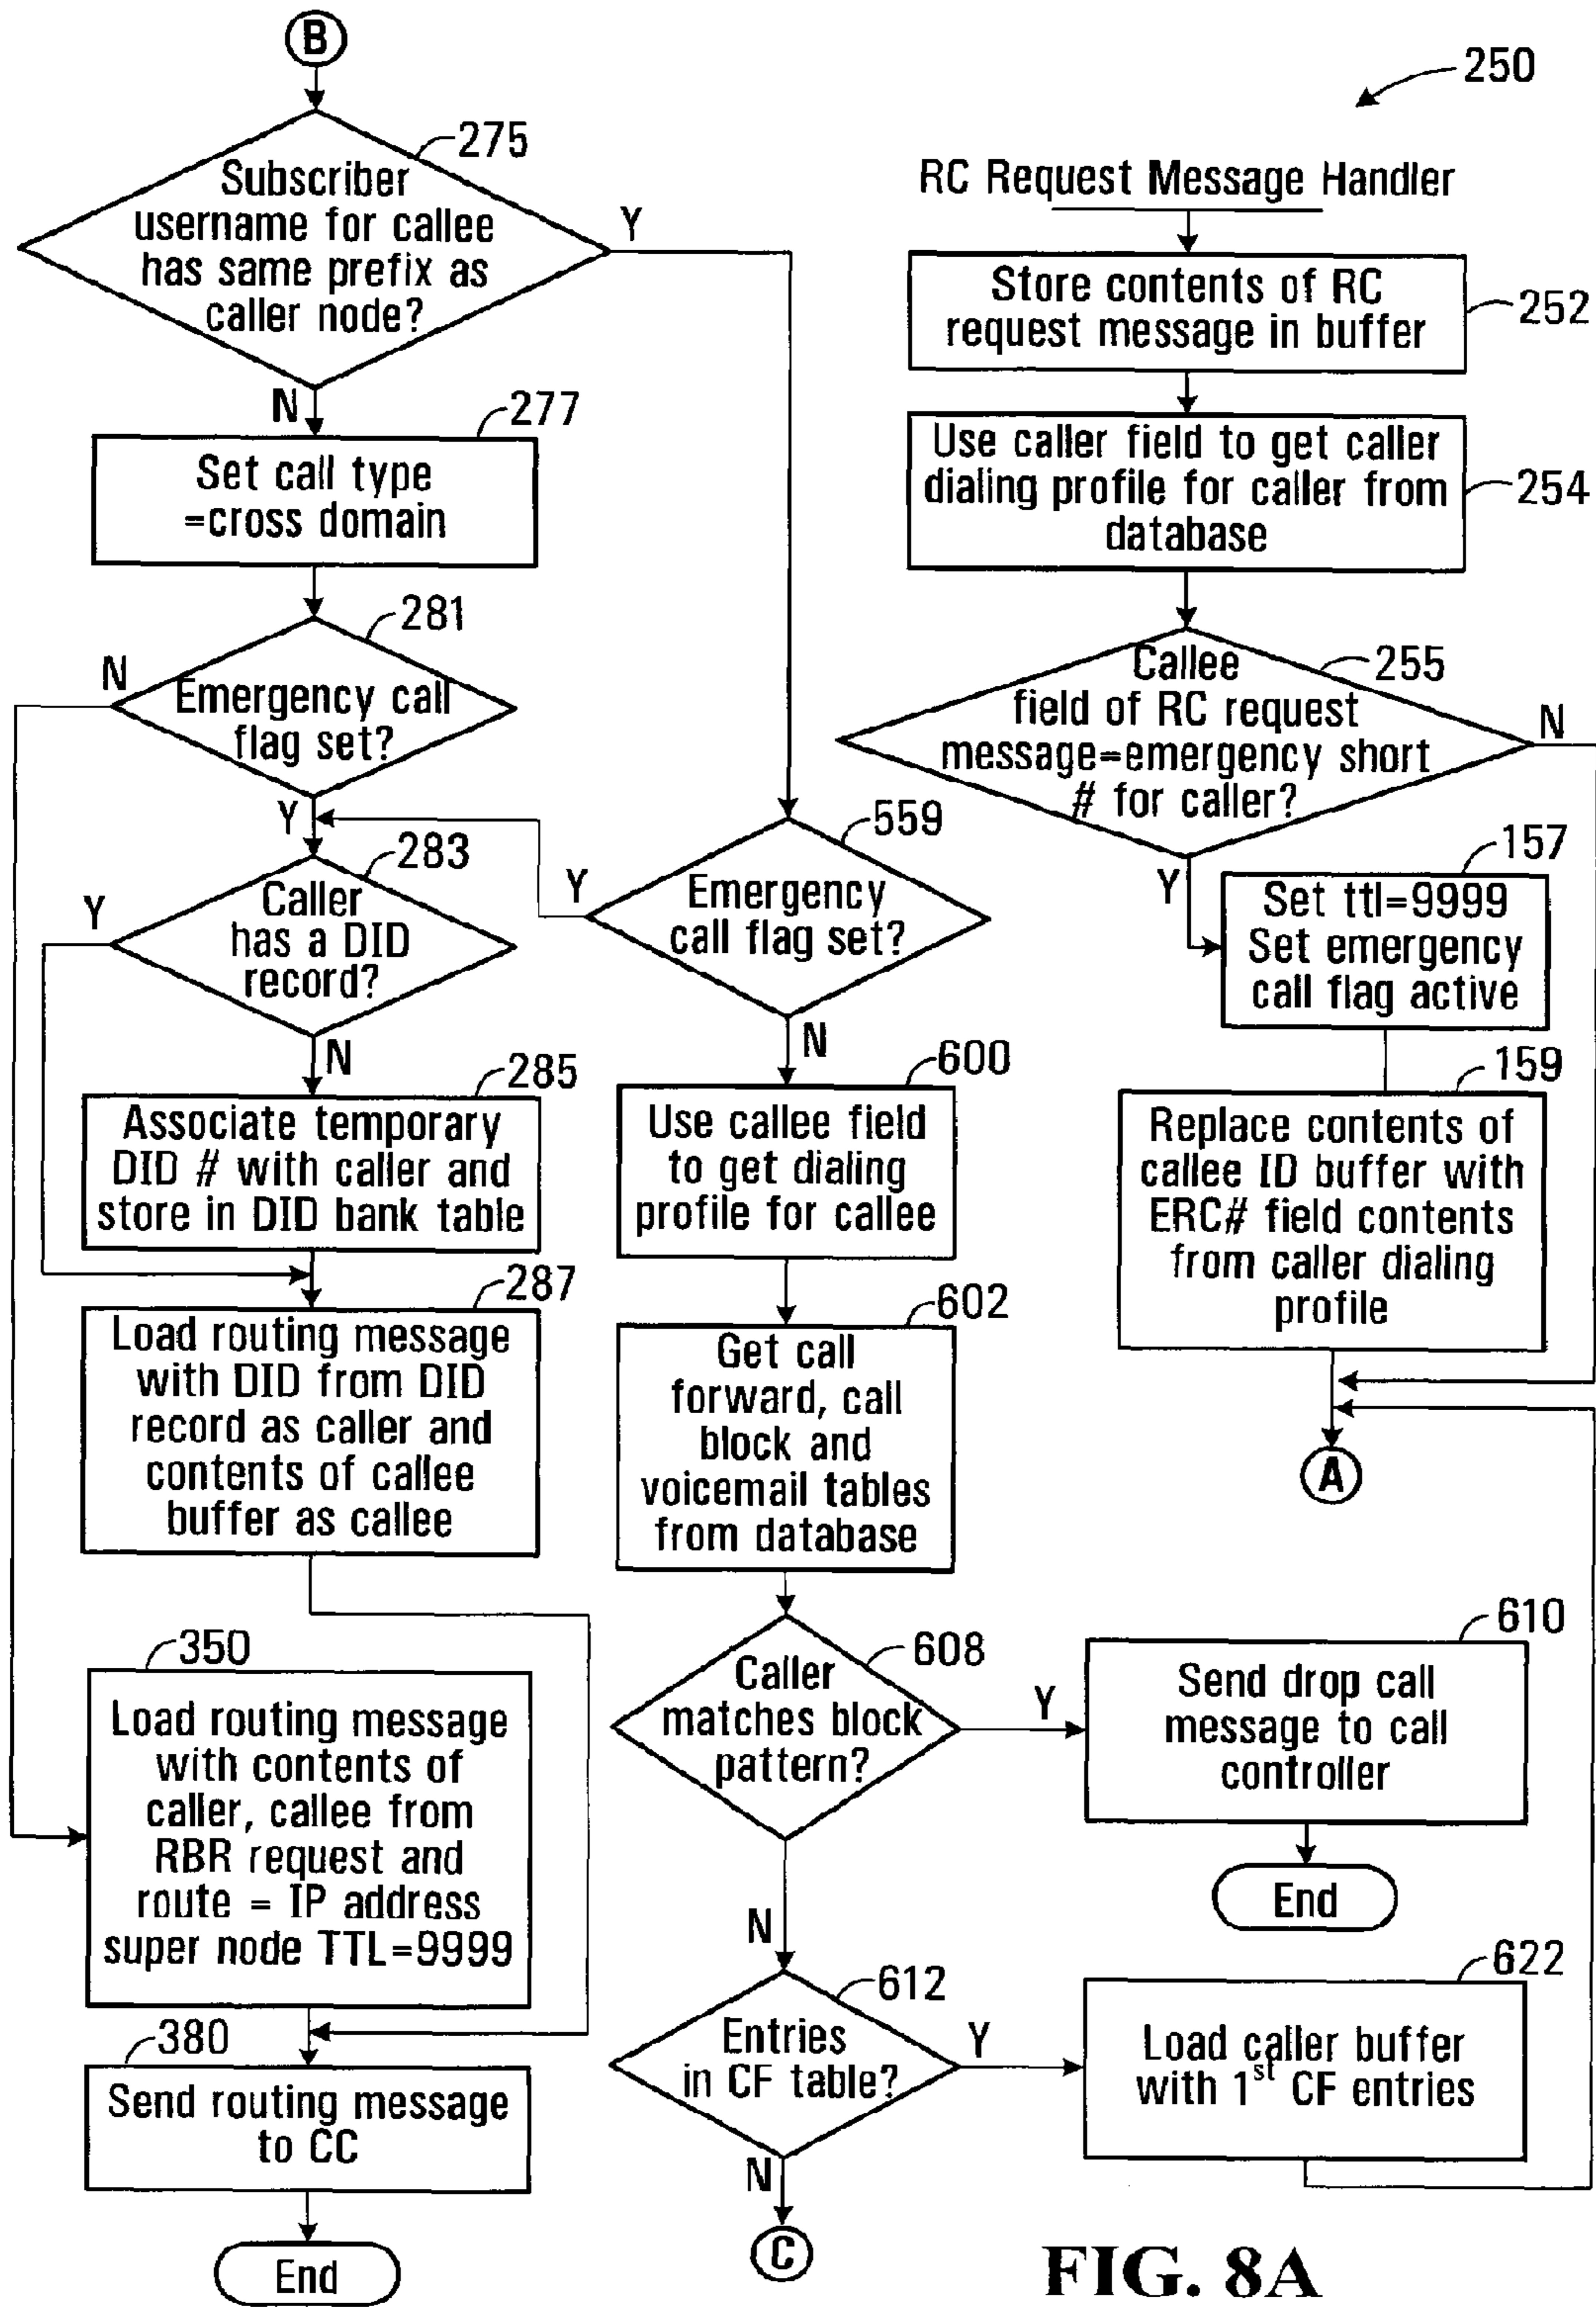 B
275
Subscriber
username for callee
has same prefix as
caller node?
Y
N
277
Set call type
=cross domain
281
N
Emergency call
flag set?
Y
283
Y
Caller
has a DID
record?
N
285
Associate temporary
DID # with caller and
store in DID bank table
287
Load routing message
with DID from DID
record as caller and
contents of callee
buffer as callee
350
Load routing message
with contents of
caller, callee from
RBR request and
route = IP address
super node TTL=9999
380
Send routing message
to CC
End
559
Y
Emergency
call flag set?
N
600
Use callee field
to get dialing
profile for callee
602
Get call
forward, call
block and
voicemail tables
from database
608
Caller
matches block
pattern?
Y
N
610
Send drop call
message to call
controller
End
612
Entries
in CF table?
Y
N
C
622
Load caller buffer
with 1st CF entries
250
RC Request Message Handler
Store contents of RC
request message in buffer
252
Use caller field to get caller
dialing profile for caller from
database
254
255
Callee
field of RC request
message=emergency short
# for caller?
N
Y
157
Set ttl=9999
Set emergency
call flag active
159
Replace contents of
callee ID buffer with
ERC# field contents
from caller dialing
profile
A
FIG. 8A